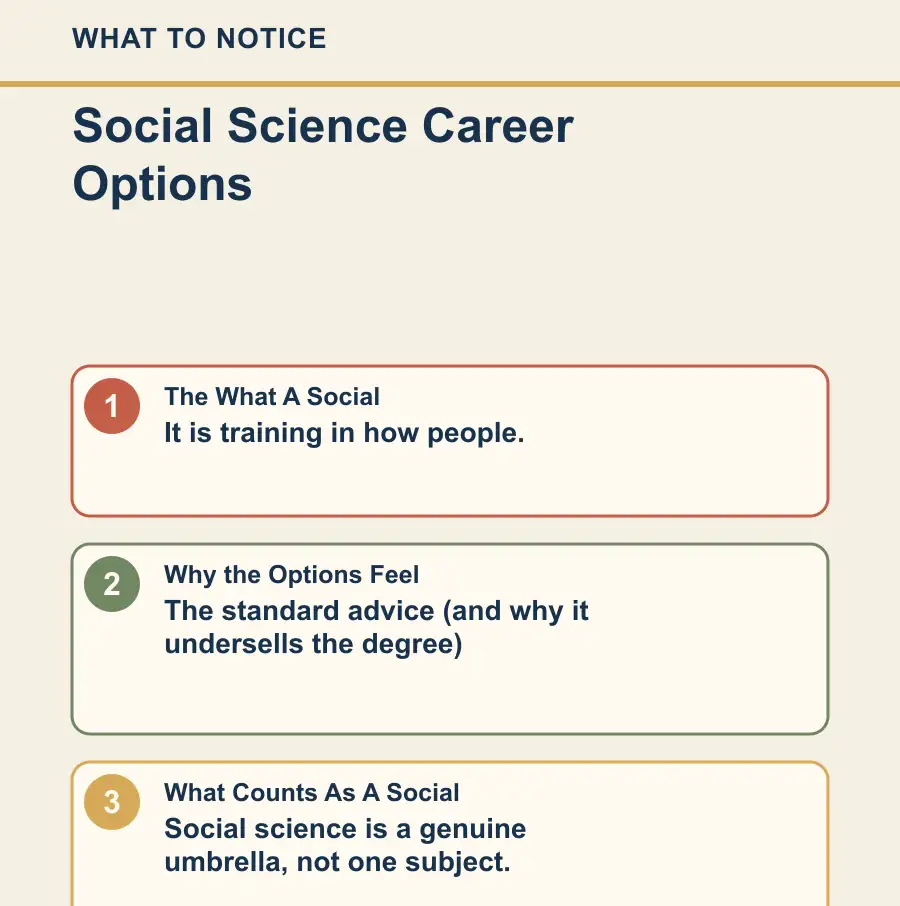 WHAT TO NOTICE
Social Science Career
Options
1
The What A Social
It is training in how people.
2
Why the Options Feel
The standard advice (and why it
undersells the degree)
3
What Counts As A Social
Social science is a genuine
umbrella, not one subject.